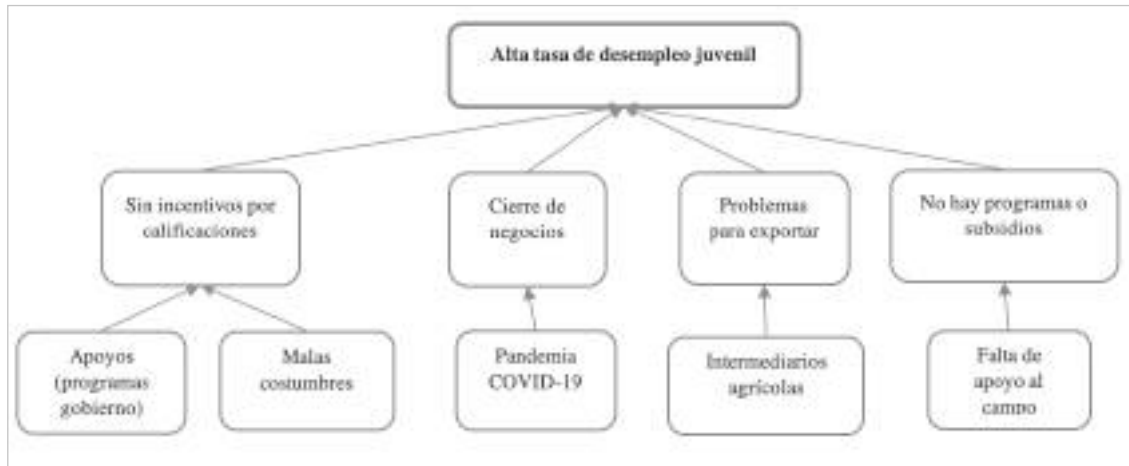 Alta tasa de desempleo juvenil
Sin incentivos por
calificaciones
Cierre de
negocios
Problemas
para exportar
No hay programas o
subsidios
Apoyos
(programas
gobierno)
Malas
costumbres
Pandemia
COVID-19
Intermediarios
agrícolas
Falta de
apoyo al
campo